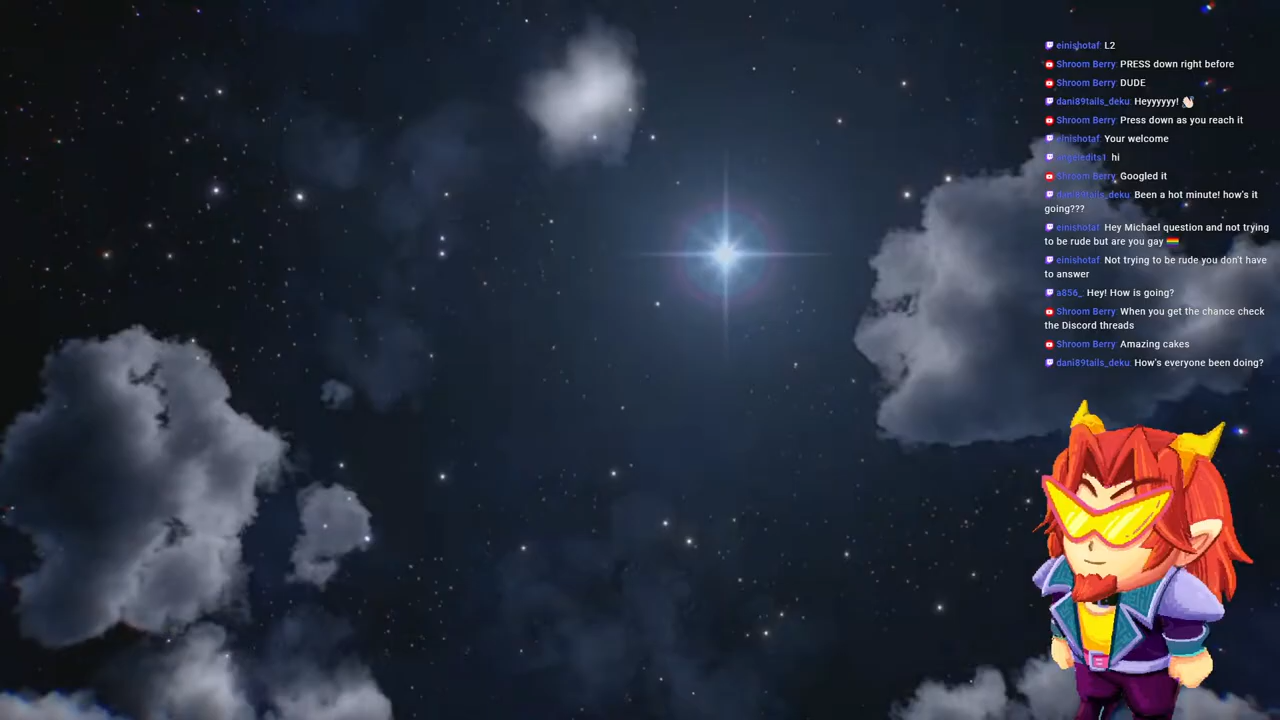 einishotaf: L2
Shroom Berry: PRESS down right before
Shroom Berry: DUDE
dani89tails_deku: Heyyyyyy! 👋🏻
Shroom Berry: Press down as you reach it
einishotaf: Your welcome
angeledits1: hi
Shroom Berry: Googled it
dani89tails_deku: Been a hot minute! how's it
going???
einishotaf: Hey Michael question and not trying
to be rude but are you gay 🏳️‍🌈
einishotaf: Not trying to be rude you don't have
to answer
a856_: Hey! How is going?
Shroom Berry: When you get the chance check
the Discord threads
Shroom Berry: Amazing cakes
dani89tails_deku: How's everyone been doing?